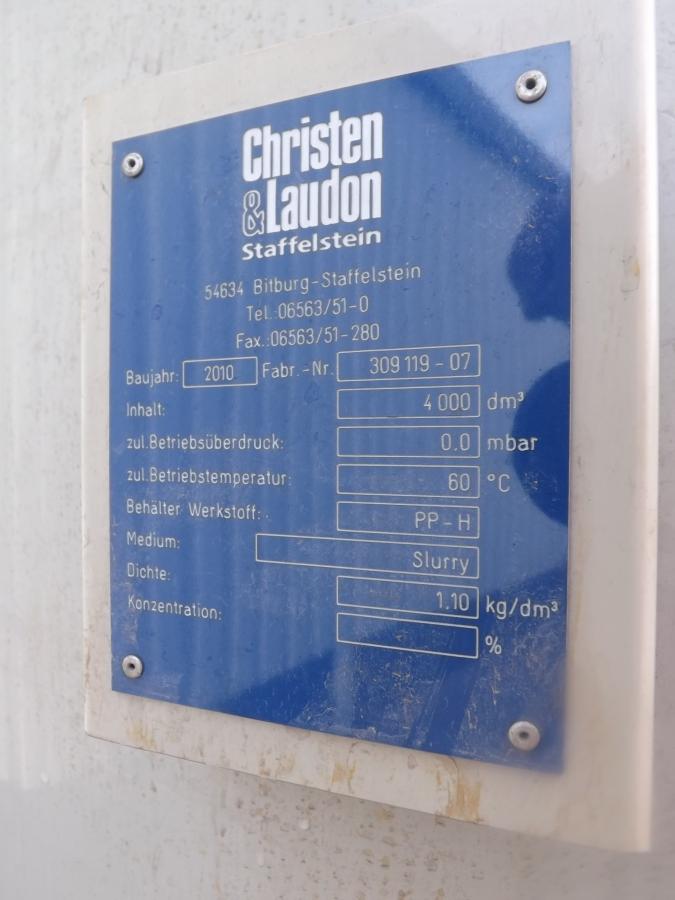 Christen
& Laudon
Staffelstein
54634 Bitburg-Staffelstein
Tel.:06563/51-0
Fax.:06563/51-280
Baujahr: 2010 Fabr.-Nr. 309 119 - 07
Inhalt: 4 000 dm³
zul.Betriebsüberdruck: 0.0 mbar
zul.Betriebstemperatur: 60 °C
Behälter Werkstoff: PP - H
Medium: Slurry
Dichte: 1.10 kg/dm³
Konzentration: %